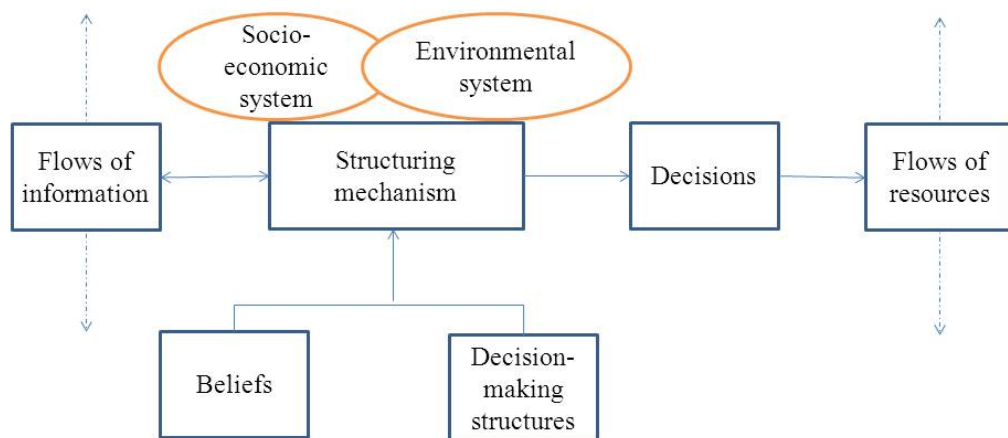 Socio-
economic
system
Environmental
system
Flows of
information
Structuring
mechanism
Decisions
Flows of
resources
Beliefs
Decision-
making
structures